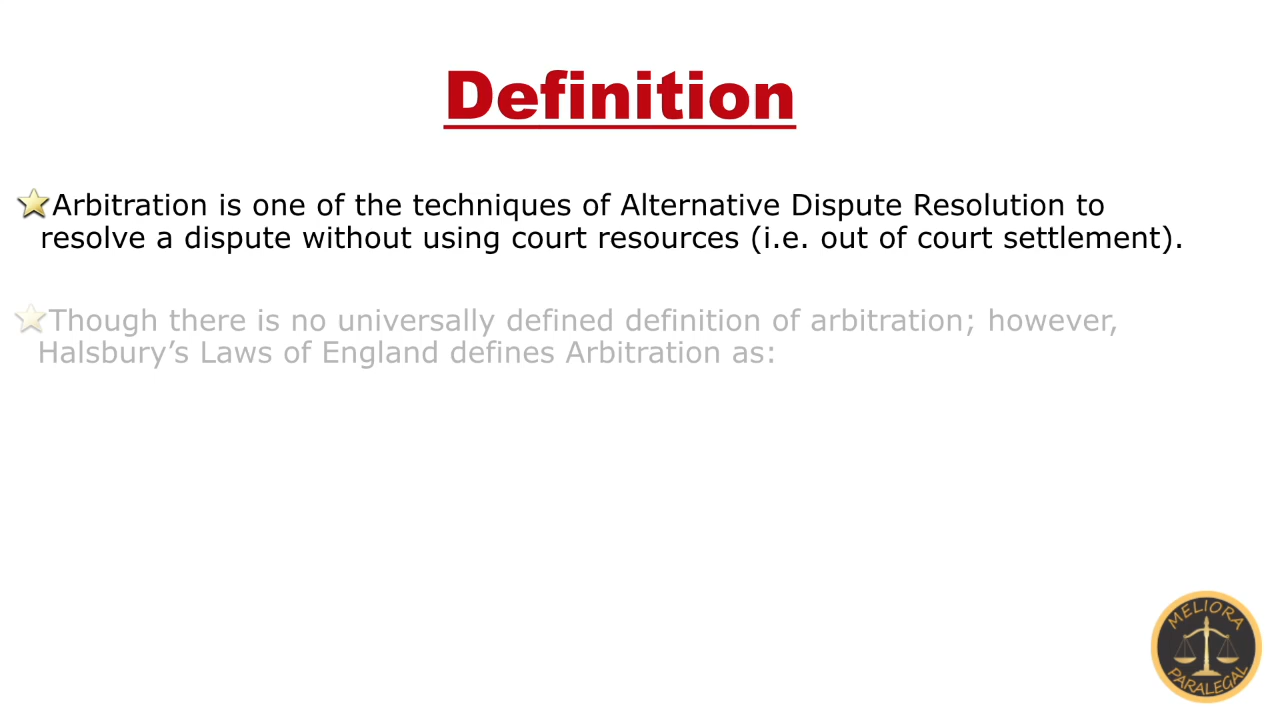 Definition
Arbitration is one of the techniques of Alternative Dispute Resolution to
resolve a dispute without using court resources (i.e. out of court settlement).
Though there is no universally defined definition of arbitration; however,
Halsbury’s Laws of England defines Arbitration as:
MELIORA
PARALEGAL